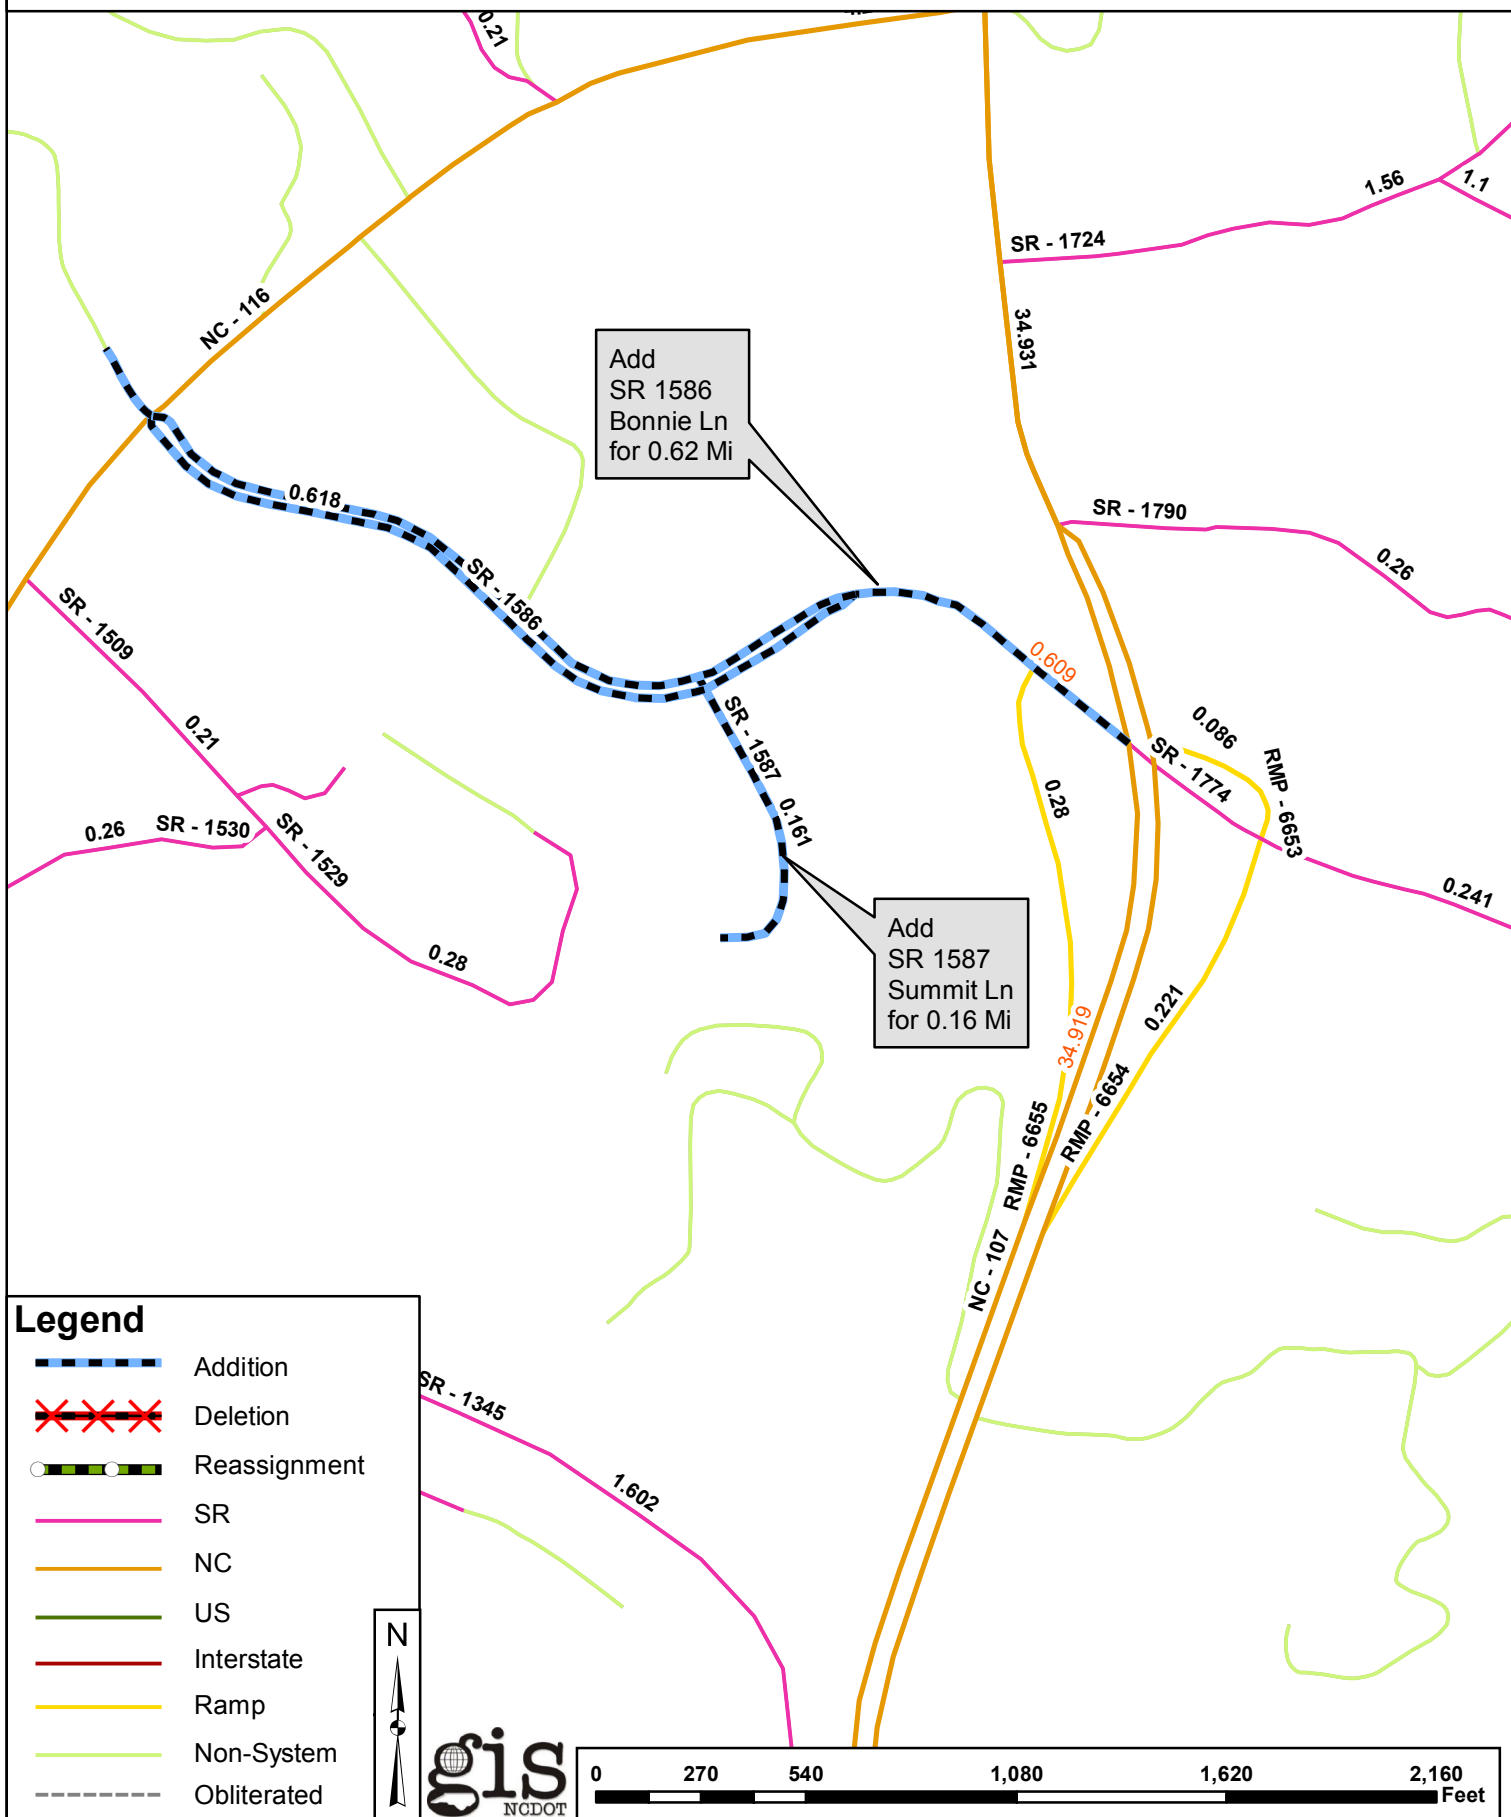 0.21
NC - 116
SR - 1724
1.56
1.1
34.931
Add
SR 1586
Bonnie Ln
for 0.62 Mi
0.618
SR - 1586
SR - 1790
0.26
SR - 1509
0.21
0.609
SR - 1587
0.161
0.086
SR - 1774
RMP - 6653
0.28
0.26
SR - 1530
SR - 1529
0.241
0.28
Add
SR 1587
Summit Ln
for 0.16 Mi
0.221
34.919
RMP - 6654
RMP - 6655
NC - 107
SR - 1345
1.602
Legend
Addition
Deletion
Reassignment
SR
NC
US
Interstate
Ramp
Non-System
Obliterated
N
gis
NCDOT
0 270 540 1,080 1,620 2,160
Feet